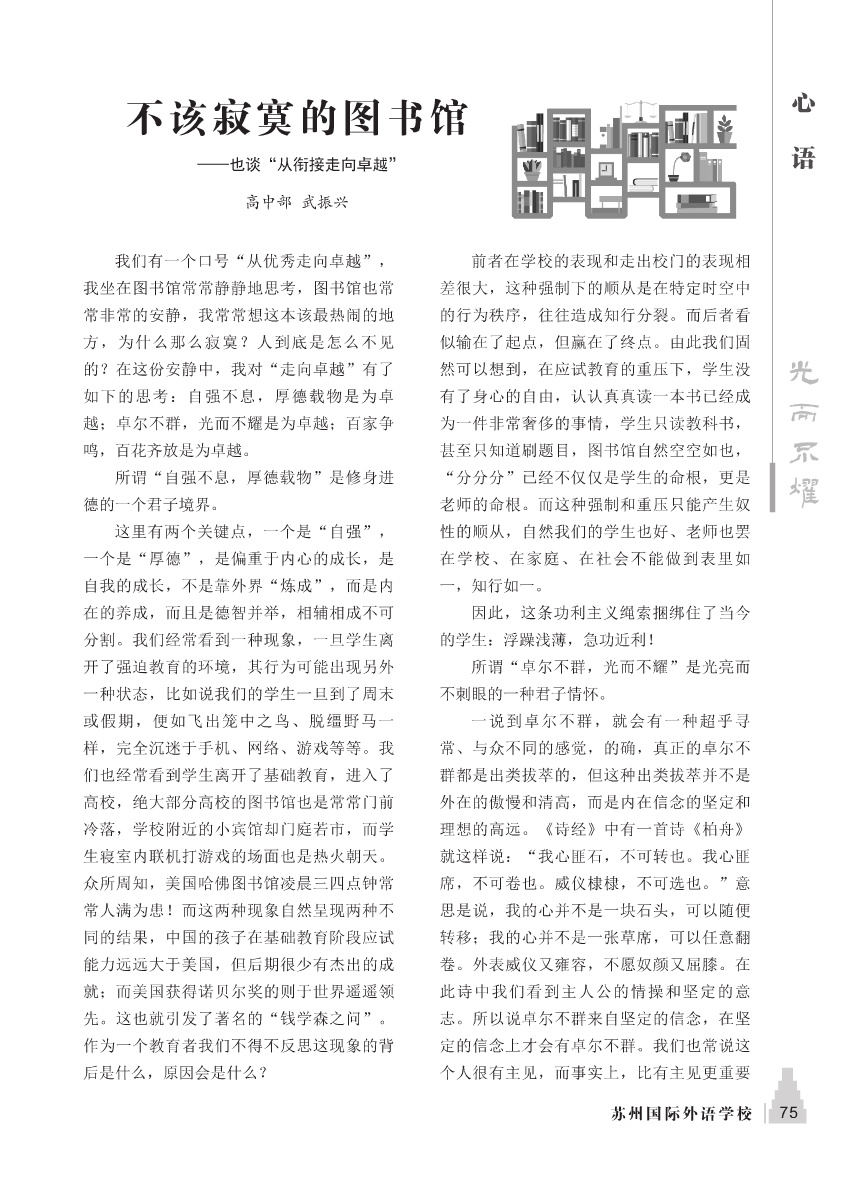 不该寂寞的图书馆
——也谈“从衔接走向卓越”
高中部 武振兴
我们有一个口号“从优秀走向卓越”，
我坐在图书馆常常静静地思考，图书馆也常
常非常的安静，我常常想这本该最热闹的地
方，为什么那么寂寞？人到底是怎么不见
的？在这份安静中，我对“走向卓越”有了
如下的思考：自强不息，厚德载物是为卓
越；卓尔不群，光而不耀是为卓越；百家争
鸣，百花齐放是为卓越。
所谓“自强不息，厚德载物”是修身进
德的一个君子境界。
这里有两个关键点，一个是“自强”，
一个是“厚德”，是偏重于内心的成长，是
自我的成长，不是靠外界“炼成”，而是内
在的养成，而且是德智并举，相辅相成不可
分割。我们经常看到一种现象，一旦学生离
开了强迫教育的环境，其行为可能出现另外
一种状态，比如说我们的学生一旦到了周末
或假期，便如飞出笼中之鸟、脱缰野马一
样，完全沉迷于手机、网络、游戏等等。我
们也经常看到学生离开了基础教育，进入了
高校，绝大部分高校的图书馆也是常常门前
冷落，学校附近的小宾馆却门庭若市，而学
生寝室内联机打游戏的场面也是热火朝天。
众所周知，美国哈佛图书馆凌晨三四点钟常
常人满为患！而这两种现象自然呈现两种不
同的结果，中国的孩子在基础教育阶段应试
能力远远大于美国，但后期很少有杰出的成
就；而美国获得诺贝尔奖的则于世界遥遥领
先。这也就引发了著名的“钱学森之问”。
作为一个教育者我们不得不反思这现象的背
后是什么，原因会是什么？
前者在学校的表现和走出校门的表现相
差很大，这种强制下的顺从是在特定时空中
的行为秩序，往往造成知行分裂。而后者看
似输在了起点，但赢在了终点。由此我们固
然可以想到，在应试教育的重压下，学生没
有了身心的自由，认认真真读一本书已经成
为一件非常奢侈的事情，学生只读教科书，
甚至只知道刷题目，图书馆自然空空如也，
“分分分”已经不仅仅是学生的命根，更是
老师的命根。而这种强制和重压只能产生奴
性的顺从，自然我们的学生也好、老师也罢
在学校、在家庭、在社会不能做到表里如
一，知行如一。
因此，这条功利主义绳索捆绑住了当今
的学生：浮躁浅薄，急功近利！
所谓“卓尔不群，光而不耀”是光亮而
不刺眼的一种君子情怀。
一说到卓尔不群，就会有一种超乎寻
常、与众不同的感觉，的确，真正的卓尔不
群都是出类拔萃的，但这种出类拔萃并不是
外在的傲慢和清高，而是内在信念的坚定和
理想的高远。《诗经》中有一首诗《柏舟》
就这样说：“我心匪石，不可转也。我心匪
席，不可卷也。威仪棣棣，不可选也。”意
思是说，我的心并不是一块石头，可以随便
转移；我的心并不是一张草席，可以任意翻
卷。外表威仪又雍容，不愿奴颜又屈膝。在
此诗中我们看到主人公的情操和坚定的意
志。所以说卓尔不群来自坚定的信念，在坚
定的信念上才会有卓尔不群。我们也常说这
个人很有主见，而事实上，比有主见更重要
心语
光而不耀
苏州国际外语学校 75